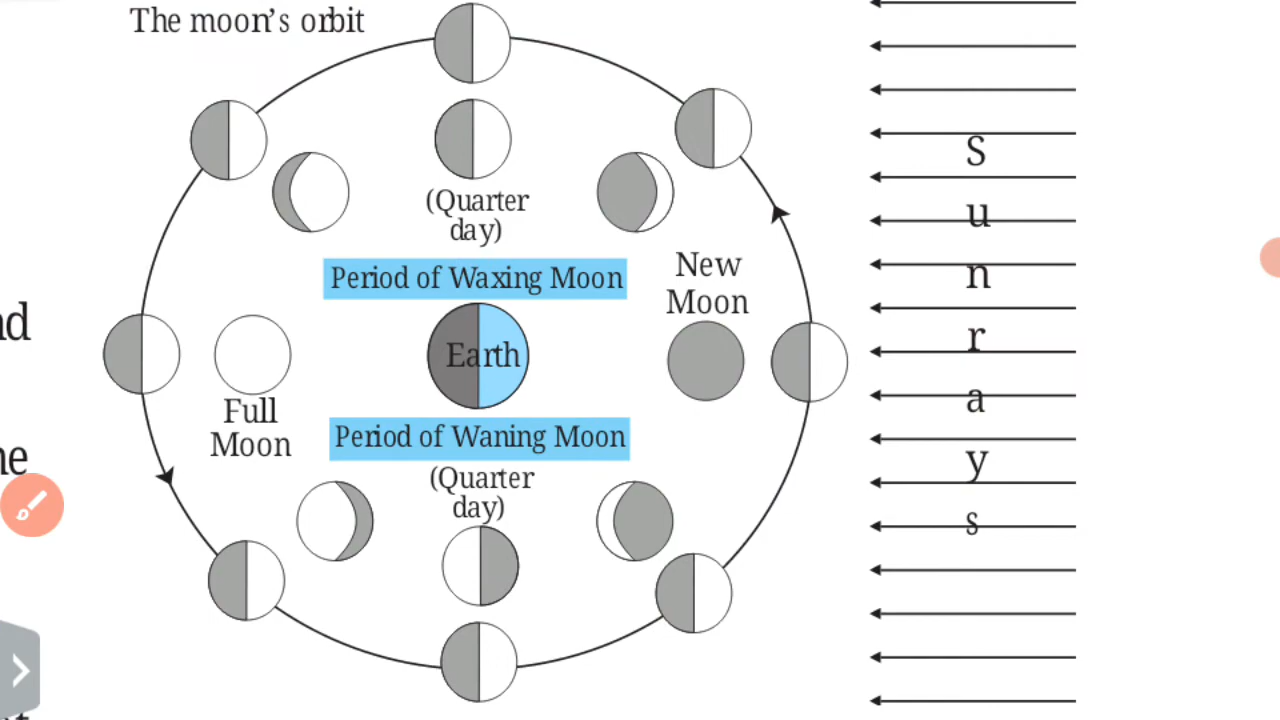 The moon's orbit
(Quarter
day)
Period of Waxing Moon
New
Moon
Earth
Full
Moon
Period of Waning Moon
(Quarter
day)
S
u
n
r
a
y
s